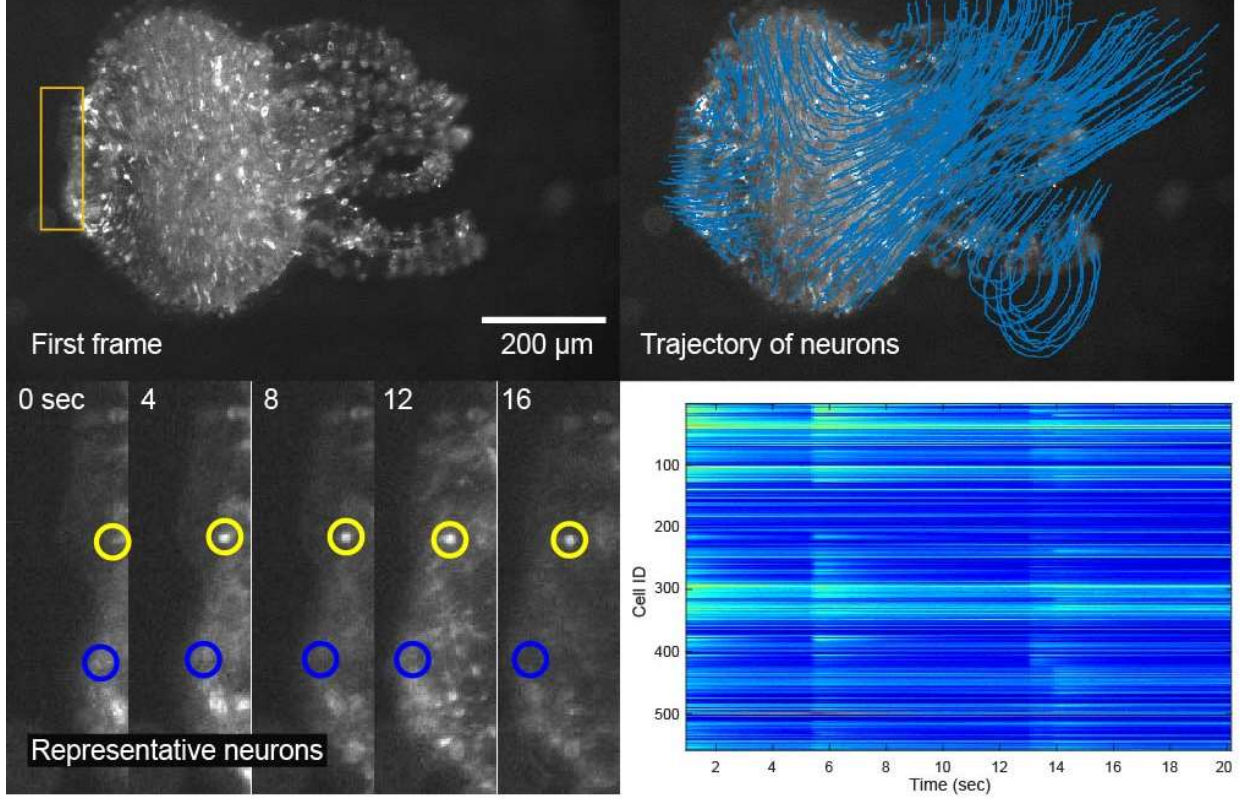 First frame
200 µm
Trajectory of neurons
0 sec
4
8
12
16
Representative neurons
100
200
300
400
500
Cell ID
2 4 6 8 10 12 14 16 18 20
Time (sec)